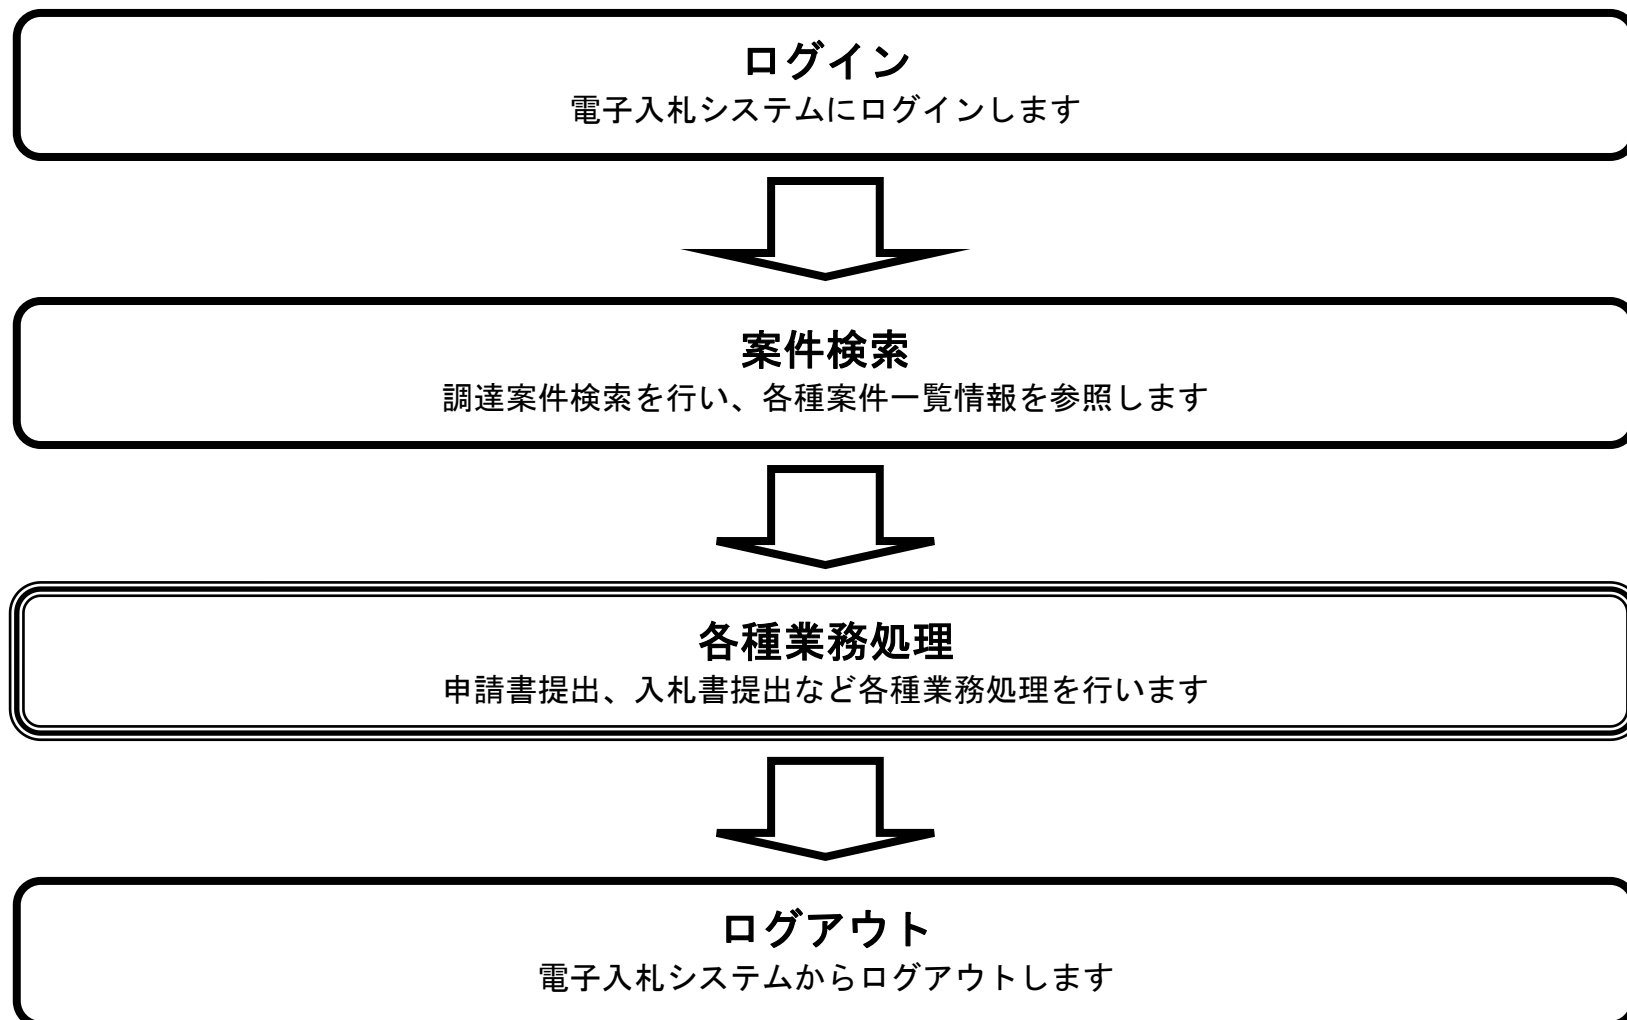 ログイン
電子入札システムにログインします
案件検索
調達案件検索を行い、各種案件一覧情報を参照します
各種業務処理
申請書提出、入札書提出など各種業務処理を行います
ログアウト
電子入札システムからログアウトします